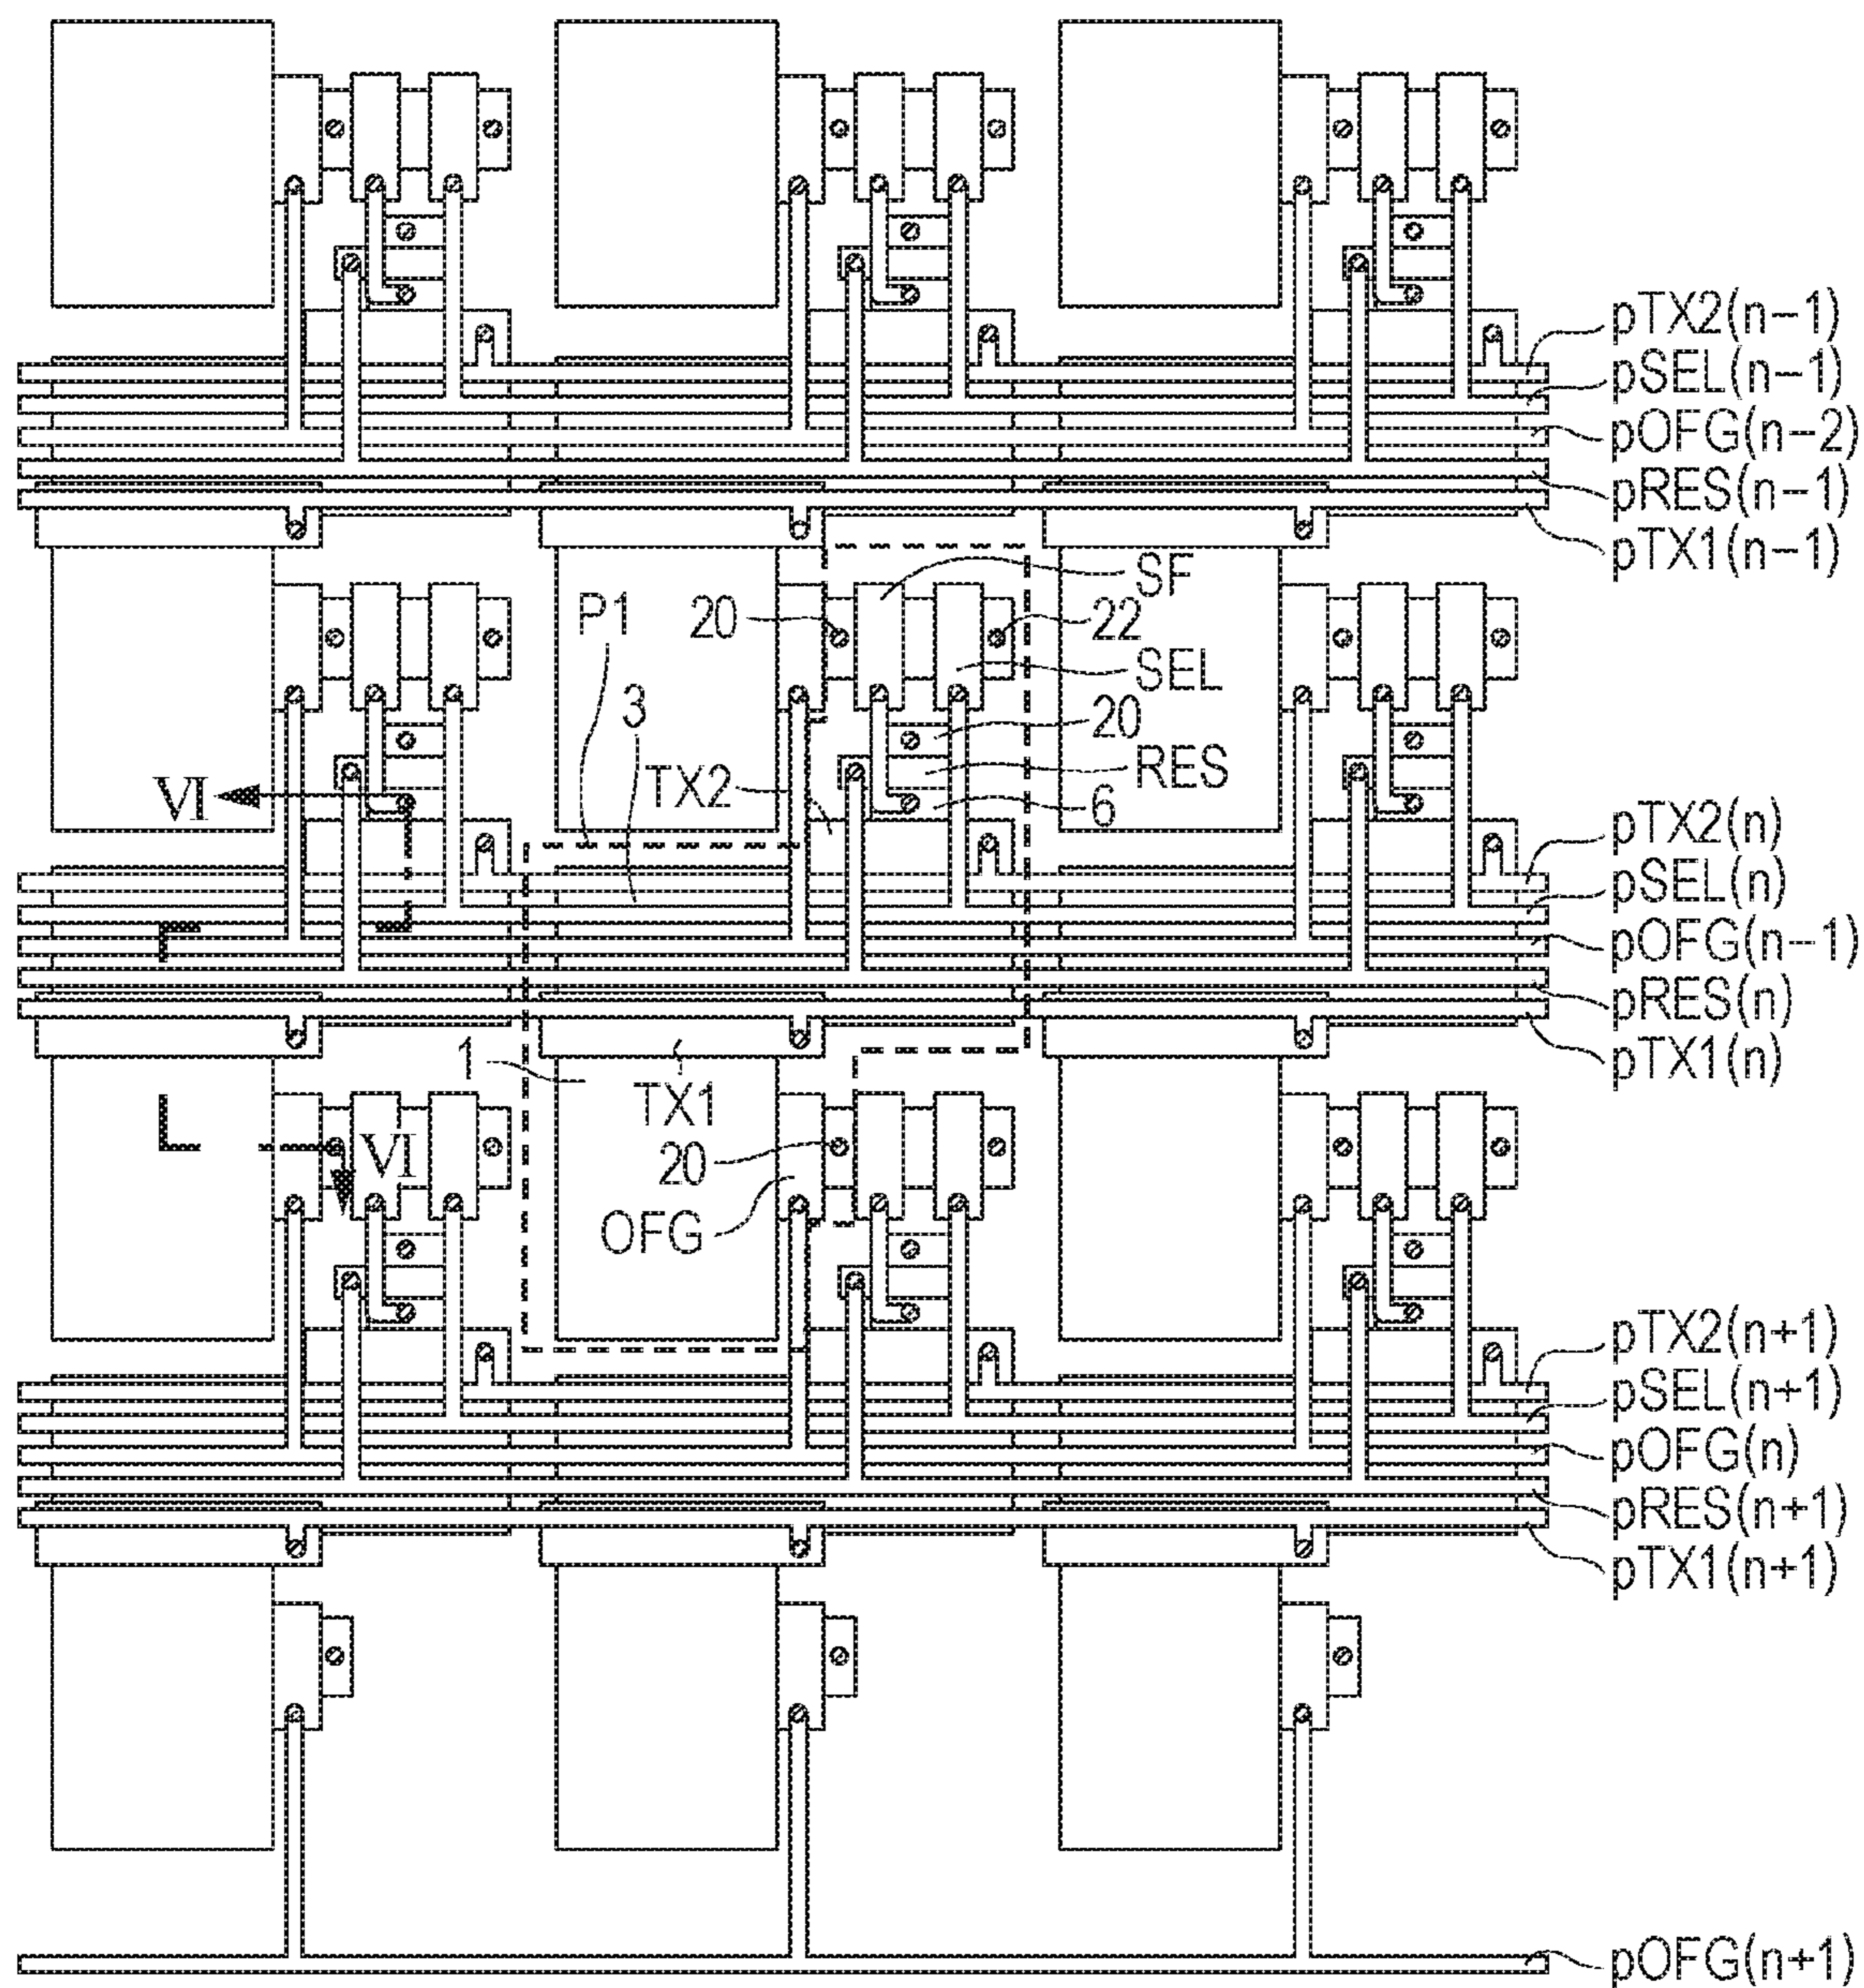 pTX2(n-1)
pSEL(n-1)
pOFG(n-2)
pRES(n-1)
pTX1(n-1)
SF
P1
20
22
SEL
3
20
TX2
RES
VI
6
pTX2(n)
pSEL(n)
pOFG(n-1)
pRES(n)
pTX1(n)
1
TX1
VI
20
OFG
pTX2(n+1)
pSEL(n+1)
pOFG(n)
pRES(n+1)
pTX1(n+1)
pOFG(n+1)